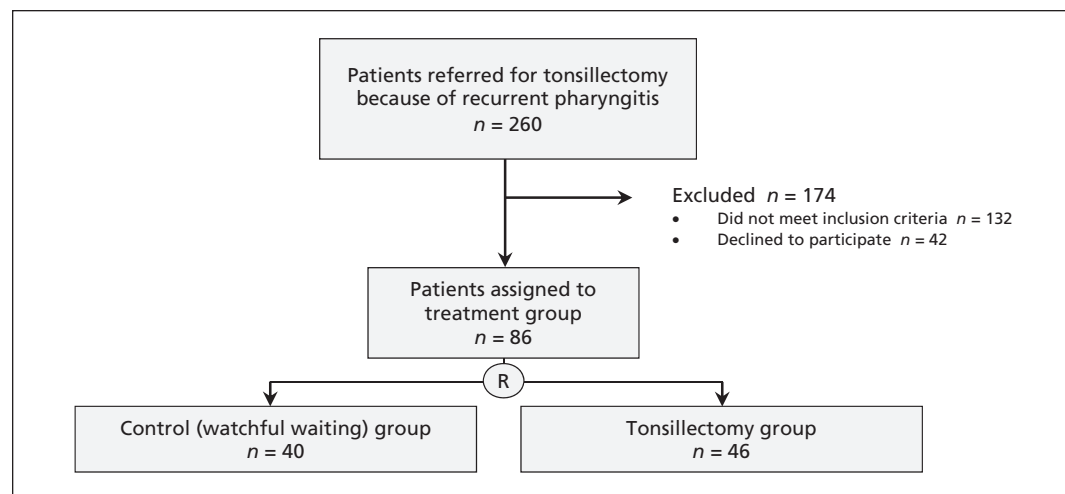 Patients referred for tonsillectomy
because of recurrent pharyngitis
n = 260
Excluded n = 174
• Did not meet inclusion criteria n = 132
• Declined to participate n = 42
Patients assigned to
treatment group
n = 86
R
Control (watchful waiting) group
n = 40
Tonsillectomy group
n = 46